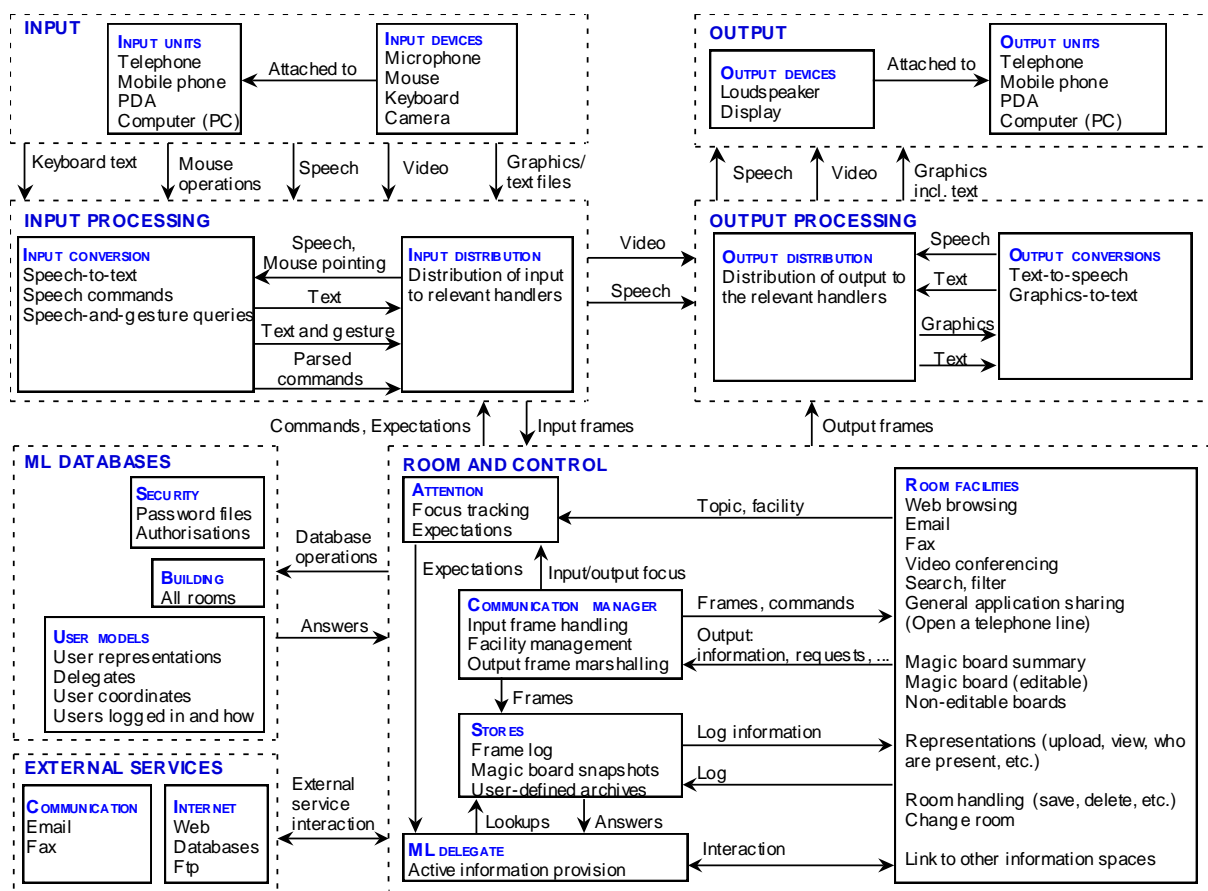 INPUT
INPUT UNITS
Telephone
Mobile phone
PDA
Computer (PC)
Attached to
INPUT DEVICES
Microphone
Mouse
Keyboard
Camera
OUTPUT
OUTPUT DEVICES
Loudspeaker
Display
Attached to
OUTPUT UNITS
Telephone
Mobile phone
PDA
Computer (PC)
Keyboard text
Mouse
operations
Speech
Video
Graphics/
text files
Speech
Video
Graphics
incl. text
INPUT PROCESSING
INPUT CONVERSION
Speech-to-text
Speech commands
Speech-and-gesture queries
Speech,
Mouse pointing
Text
Text and gesture
Parsed
commands
INPUT DISTRIBUTION
Distribution of input
to relevant handlers
Video
Speech
OUTPUT PROCESSING
OUTPUT DISTRIBUTION
Distribution of output to
the relevant handlers
Speech
Text
Graphics
Text
OUTPUT CONVERSIONS
Text-to-speech
Graphics-to-text
Commands, Expectations
Input frames
Output frames
ML DATABASES
SECURITY
Password files
Authorisations
BUILDING
All rooms
USER MODELS
User representations
Delegates
User coordinates
Users logged in and how
Database
operations
Answers
EXTERNAL SERVICES
COMMUNICATION
Email
Fax
INTERNET
Web
Databases
Ftp
External
service
interaction
ROOM AND CONTROL
ATTENTION
Focus tracking
Expectations
Topic, facility
Expectations
Input/output focus
COMMUNICATION MANAGER
Input frame handling
Facility management
Output frame marshalling
Frames, commands
Output:
information, requests, ...
Frames
STORES
Frame log
Magic board snapshots
User-defined archives
Log information
Log
Lookups
Answers
ML DELEGATE
Active information provision
Interaction
ROOM FACILITIES
Web browsing
Email
Fax
Video conferencing
Search, filter
General application sharing
(Open a telephone line)
Magic board summary
Magic board (editable)
Non-editable boards
Representations (upload, view, who
are present, etc.)
Room handling (save, delete, etc.)
Change room
Link to other information spaces